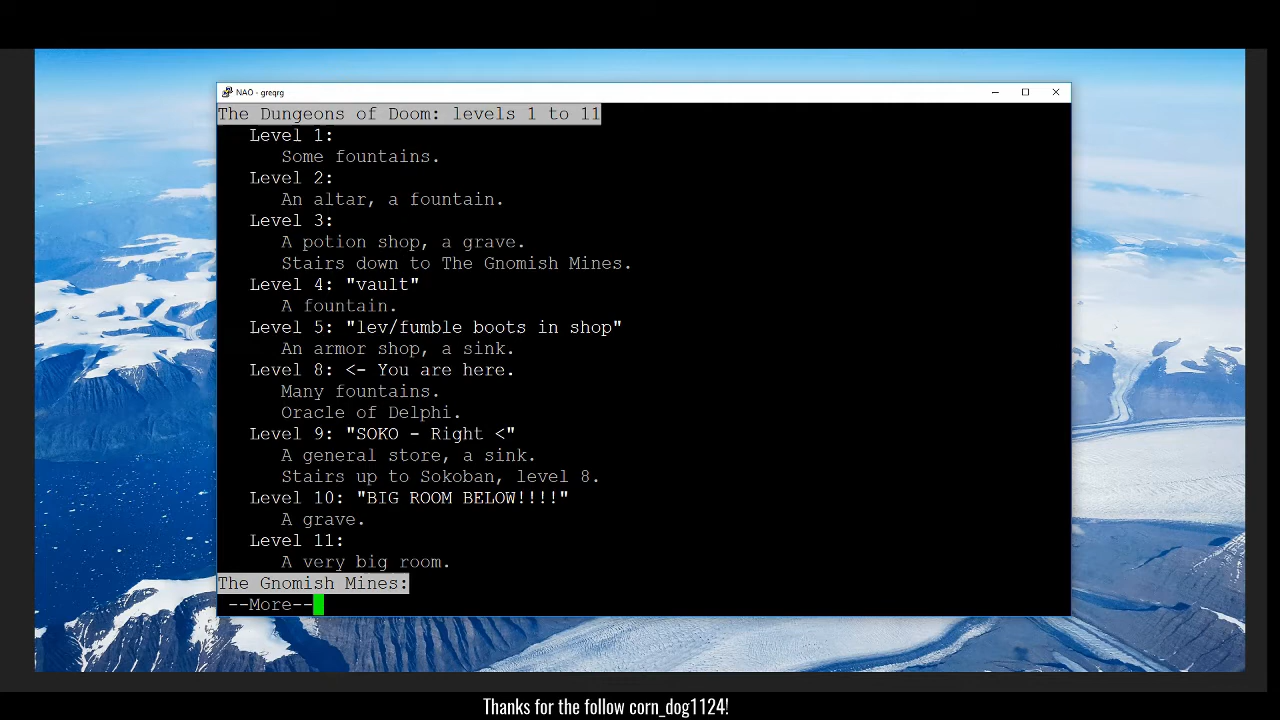 NAO - greqrg
The Dungeons of Doom: levels 1 to 11
Level 1:
Some fountains.
Level 2:
An altar, a fountain.
Level 3:
A potion shop, a grave.
Stairs down to The Gnomish Mines.
Level 4: "vault"
A fountain.
Level 5: "lev/fumble boots in shop"
An armor shop, a sink.
Level 8: <- You are here.
Many fountains.
Oracle of Delphi.
Level 9: "SOKO - Right <"
A general store, a sink.
Stairs up to Sokoban, level 8.
Level 10: "BIG ROOM BELOW!!!!"
A grave.
Level 11:
A very big room.
The Gnomish Mines:
--More--
Thanks for the follow corn_dog1124!